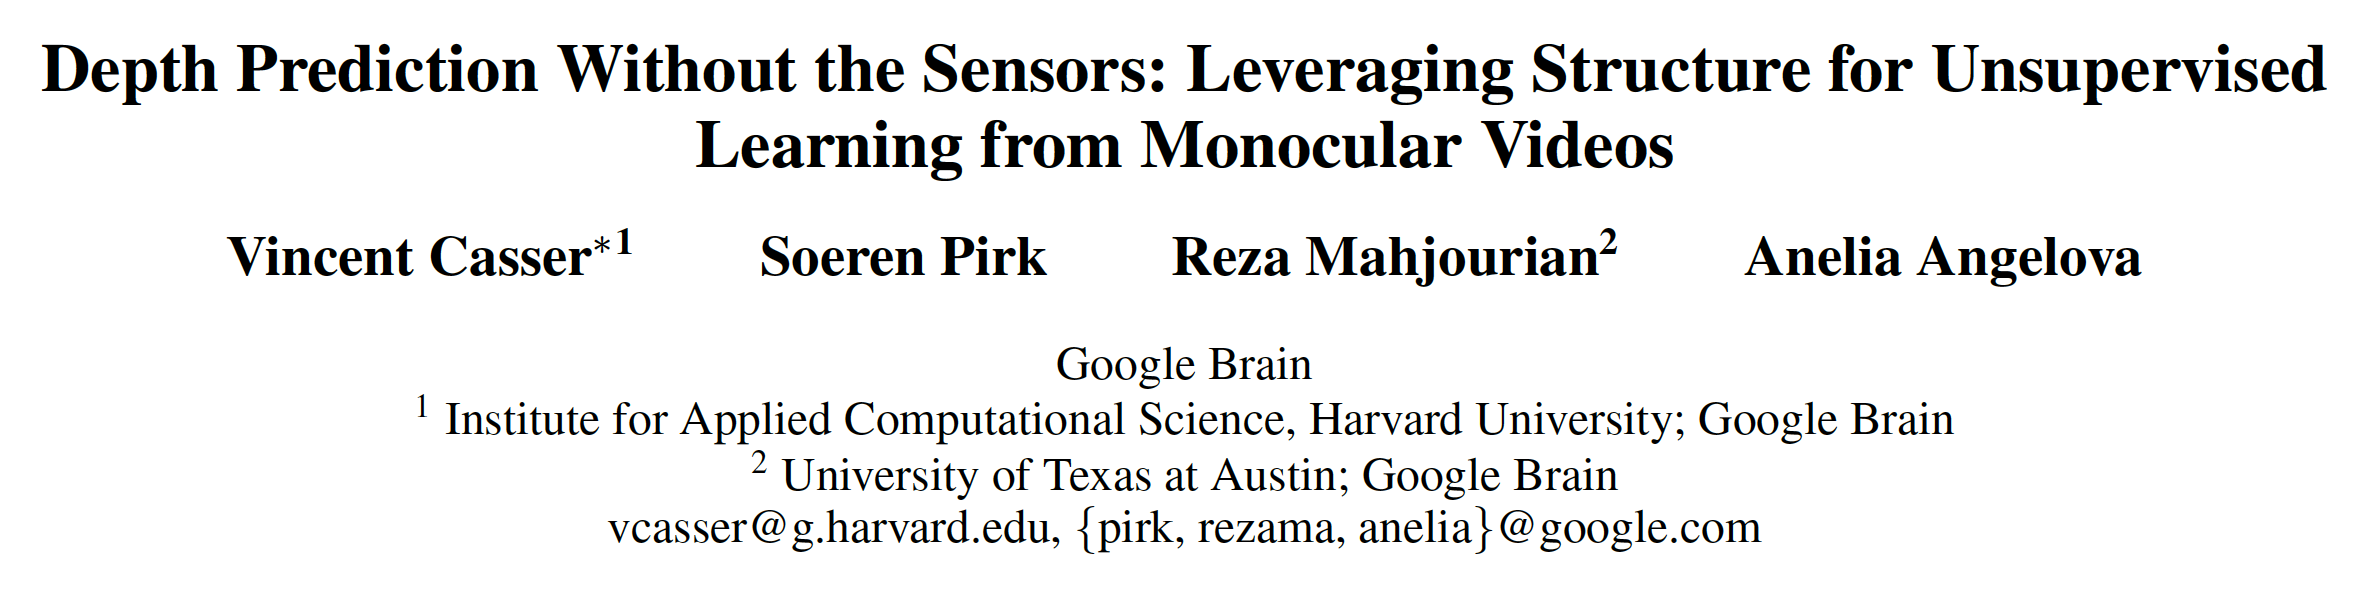 Depth Prediction Without the Sensors: Leveraging Structure for Unsupervised
Learning from Monocular Videos
Vincent Casser*1 Soeren Pirk Reza Mahjourian2 Anelia Angelova
Google Brain
1 Institute for Applied Computational Science, Harvard University; Google Brain
2 University of Texas at Austin; Google Brain
vcasser@g.harvard.edu, {pirk, rezama, anelia}@google.com